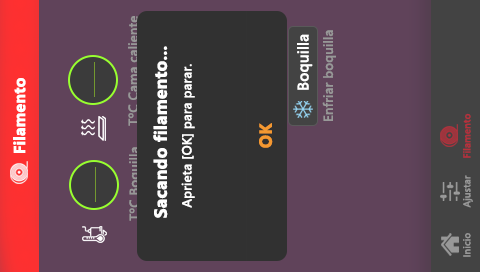 Filamento
T°C Boquilla
T°C Cama caliente
Sacando filamento...
Aprieta [OK] para parar.
OK
Boquilla
Enfriar boquilla
Inicio
Ajustar
Filamento